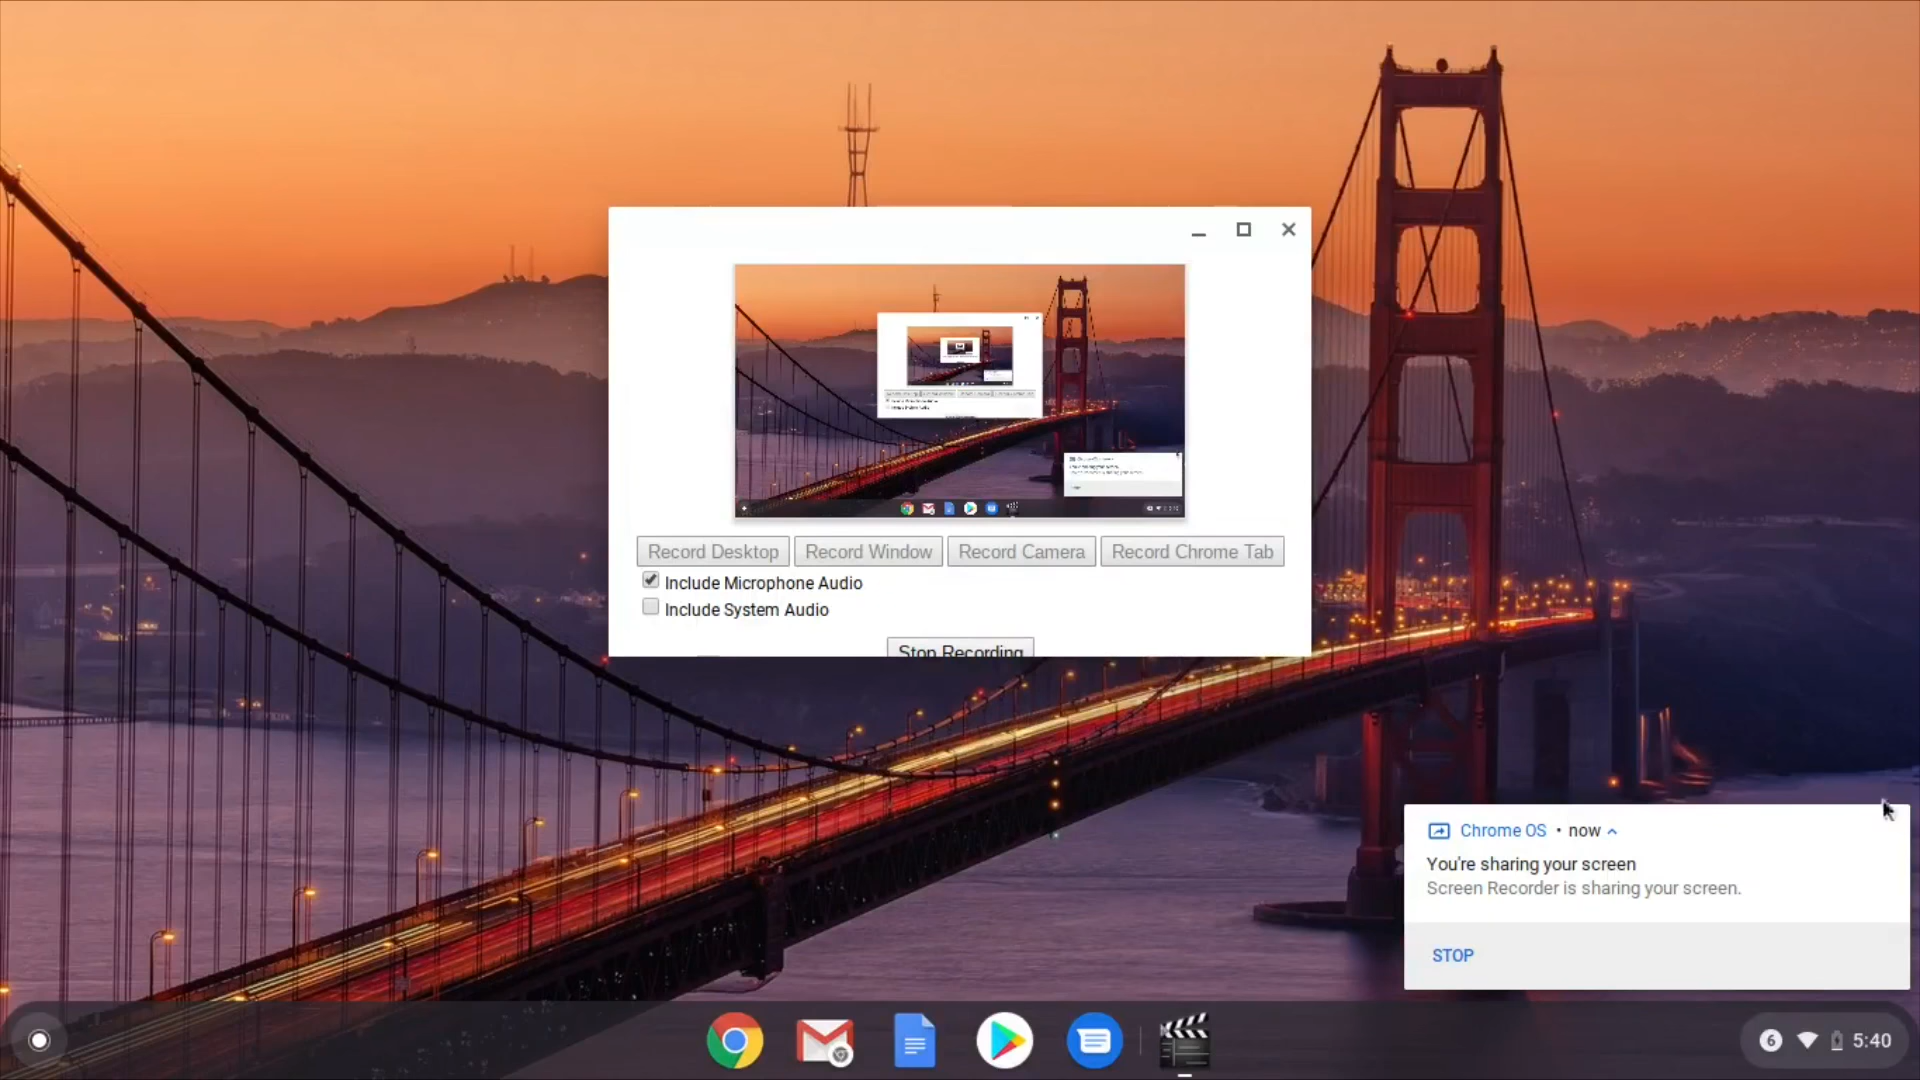 Record Desktop Record Window Record Camera Record Chrome Tab
Include Microphone Audio
Include System Audio
Stop Recording
Chrome OS • now
You're sharing your screen
Screen Recorder is sharing your screen.
STOP
6 5:40